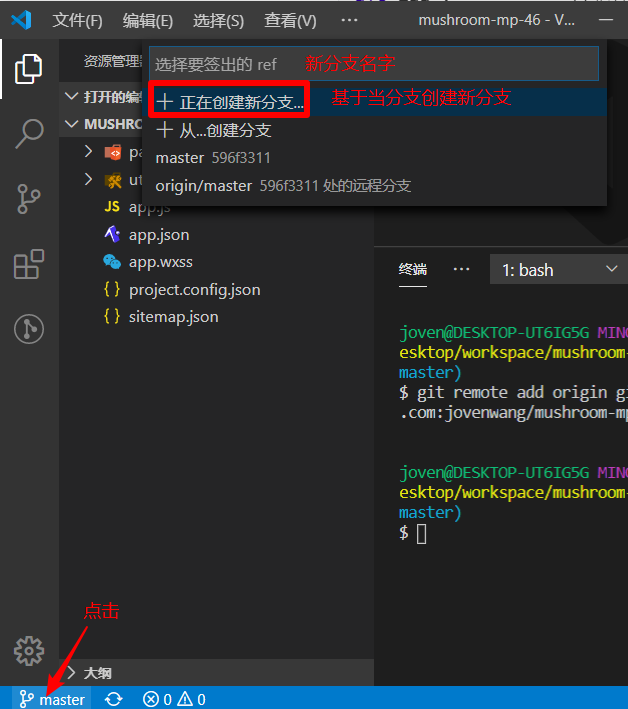 文件(F) 编辑(E) 选择(S) 查看(V) ··· mushroom-mp-46 - V...
资源管理
选择要签出的 ref 新分支名字
打开的编
正在创建新分支... 基于当分支创建新分支
MUSHRO
从...创建分支
pa
master 596f3311
ut
origin/master 596f3311 处的远程分支
JS app.js
app.json
app.wxss
{ } project.config.json
{ } sitemap.json
终端 ··· 1: bash
joven@DESKTOP-UT6IG5G MING
esktop/workspace/mushroom-
master)
$ git remote add origin gi
.com:jovenwang/mushroom-mp
joven@DESKTOP-UT6IG5G MING
esktop/workspace/mushroom-
master)
$
点击
大纲
master 0 0